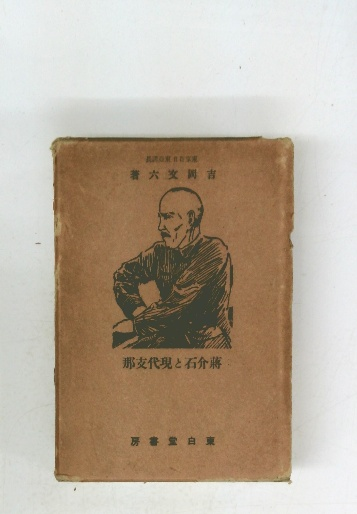 吉岡文六 著
蔣介石と現代支那
東白堂書房